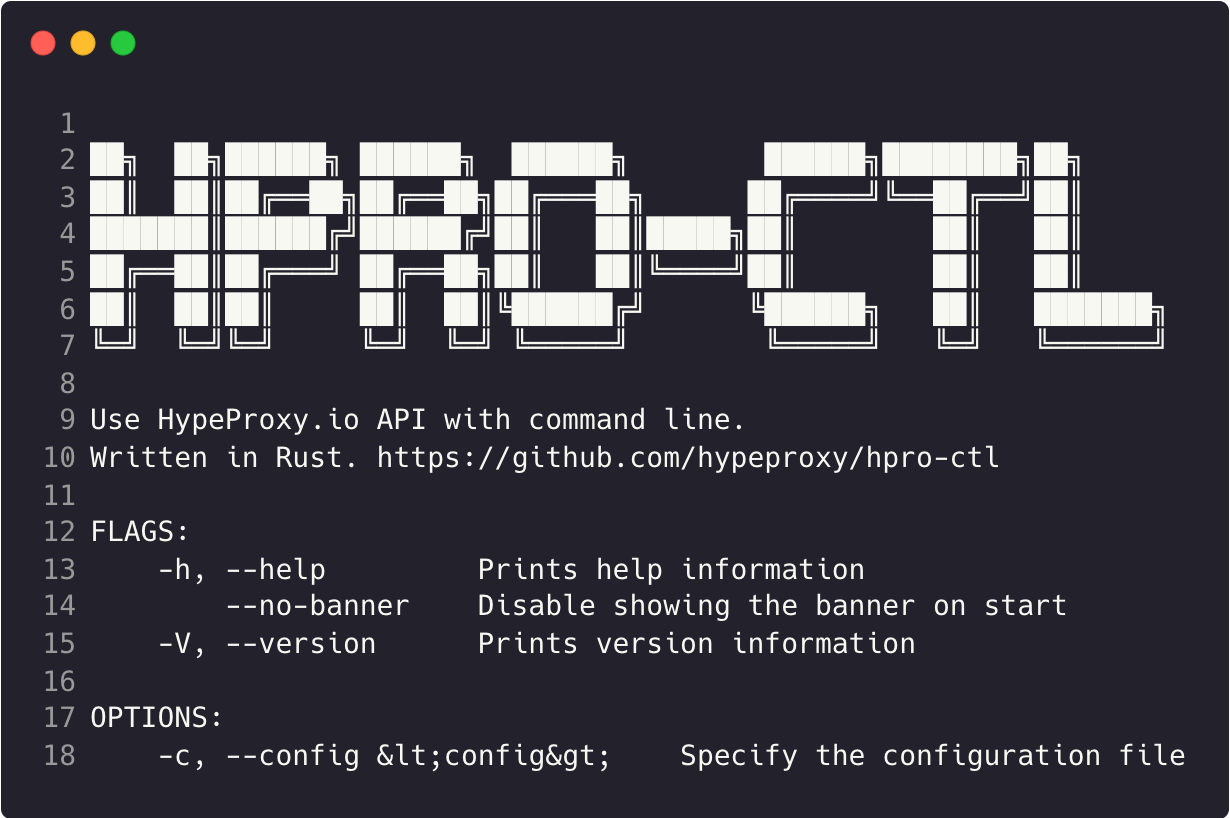 1
2 HPRO-CTL
3
4
5
6
7
8
9 Use HypeProxy.io API with command line.
10 Written in Rust. https://github.com/hypeproxy/hpro-ctl
11
12 FLAGS:
13     -h, --help         Prints help information
14         --no-banner    Disable showing the banner on start
15     -V, --version      Prints version information
16
17 OPTIONS:
18     -c, --config &lt;config&gt;    Specify the configuration file